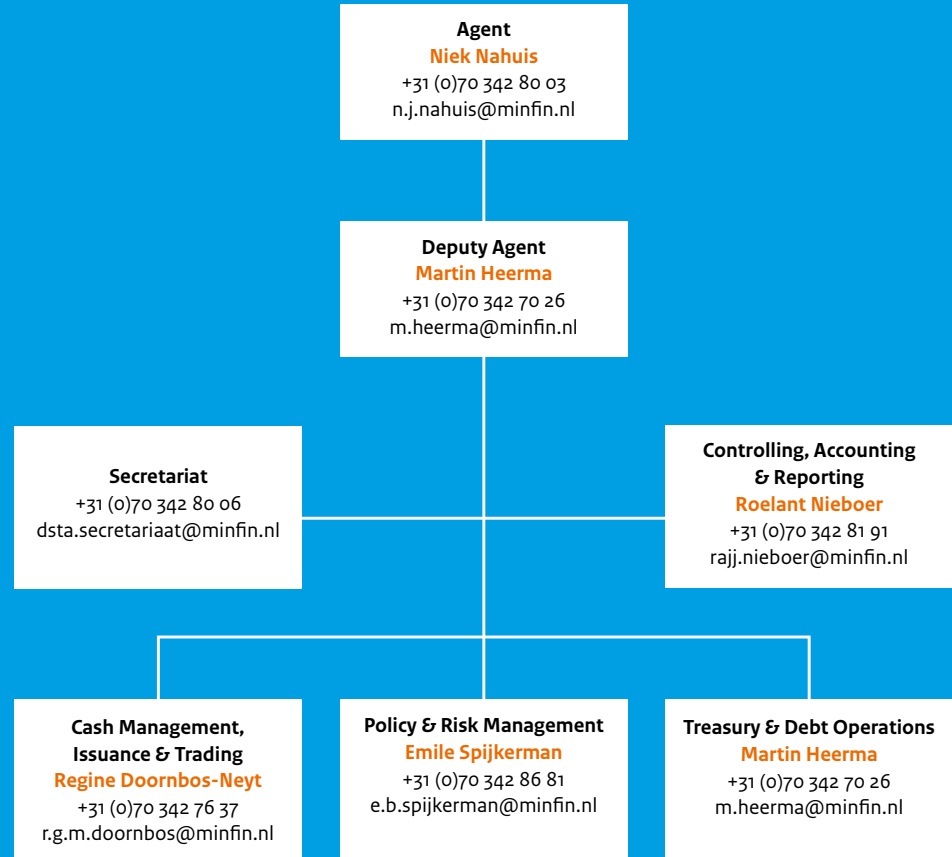 Agent
Niek Nahuis
+31 (0)70 342 80 03
n.j.nahuis@minfin.nl
Deputy Agent
Martin Heerma
+31 (0)70 342 70 26
m.heerma@minfin.nl
Secretariat
+31 (0)70 342 80 06
dsta.secretariaat@minfin.nl
Controlling, Accounting
& Reporting
Roelant Nieboer
+31 (0)70 342 81 91
rajj.nieboer@minfin.nl
Cash Management,
Issuance & Trading
Regine Doornbos-Neyt
+31 (0)70 342 76 37
r.g.m.doornbos@minfin.nl
Policy & Risk Management
Emile Spijkerman
+31 (0)70 342 86 81
e.b.spijkerman@minfin.nl
Treasury & Debt Operations
Martin Heerma
+31 (0)70 342 70 26
m.heerma@minfin.nl